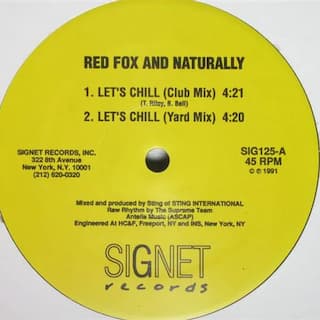 RED FOX AND NATURALLY
1. LET'S CHILL (Club Mix) 4:21
(T. Riley, B. Bell)
2. LET'S CHILL (Yard Mix) 4:20
SIGNET RECORDS, INC.
322 8th Avenue
New York, N.Y. 10001
(212) 620-0320
SIG125-A
45 RPM
© ℗ 1991
Mixed and produced by Sting of STING INTERNATIONAL
Raw Rhythm by The Supreme Team
Antella Music (ASCAP)
Engineered At HC&F, Freeport, NY and INS, New York, NY
SIGNET
records